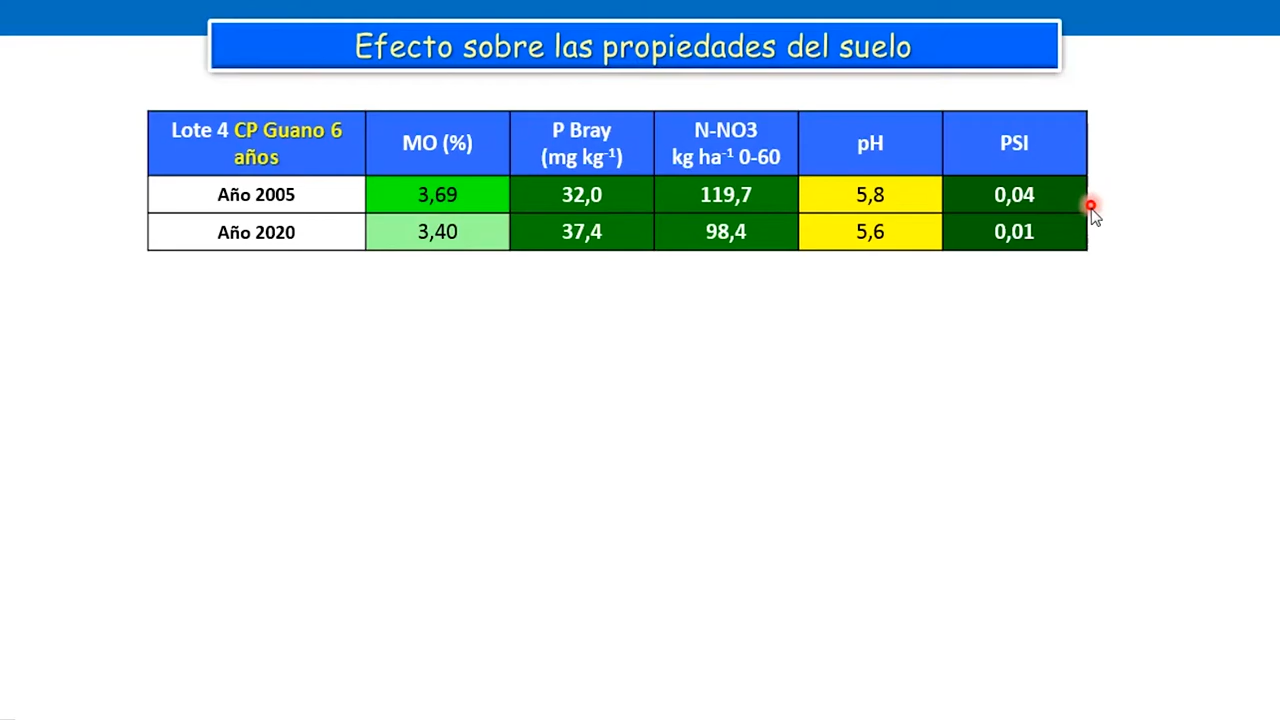 Efecto sobre las propiedades del suelo
Lote 4 CP Guano 6 años
MO (%)
P Bray (mg kg⁻¹)
N-NO3 kg ha⁻¹ 0-60
pH
PSI
Año 2005 3,69 32,0 119,7 5,8 0,04
Año 2020 3,40 37,4 98,4 5,6 0,01